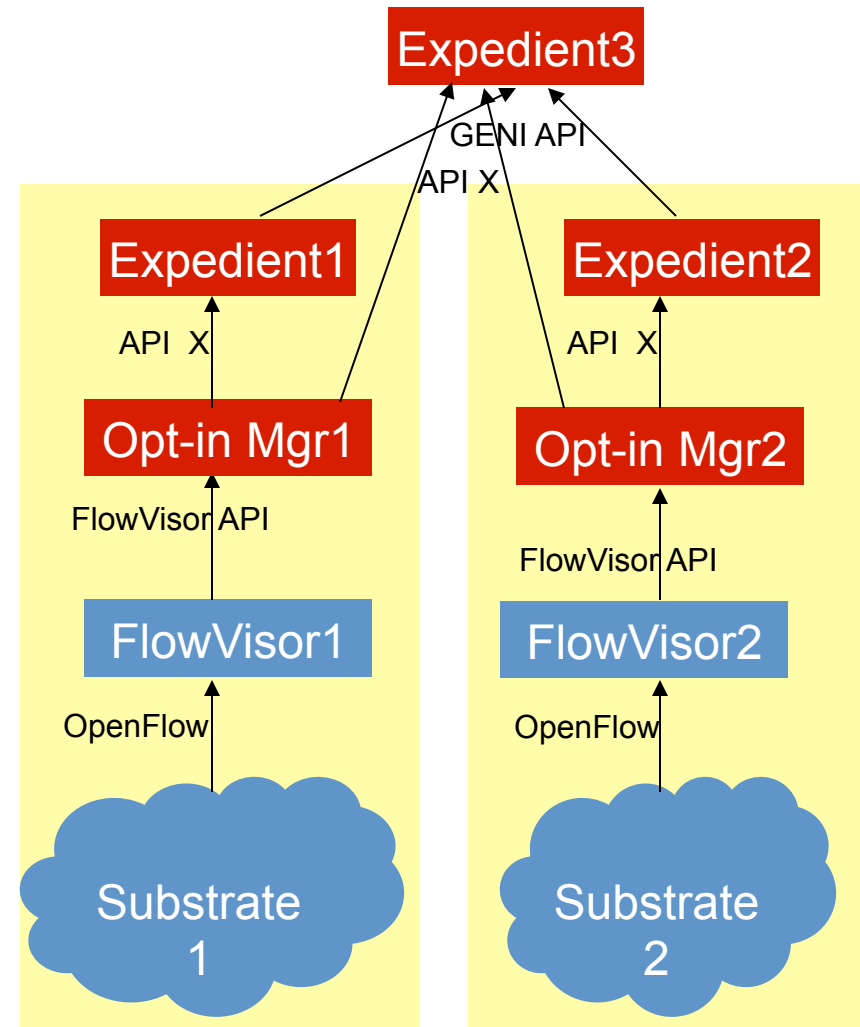 Expedient3
GENI API
API X
Expedient1
Expedient2
API X
API X
Opt-in Mgr1
Opt-in Mgr2
FlowVisor API
FlowVisor API
FlowVisor1
FlowVisor2
OpenFlow
OpenFlow
Substrate
1
Substrate
2